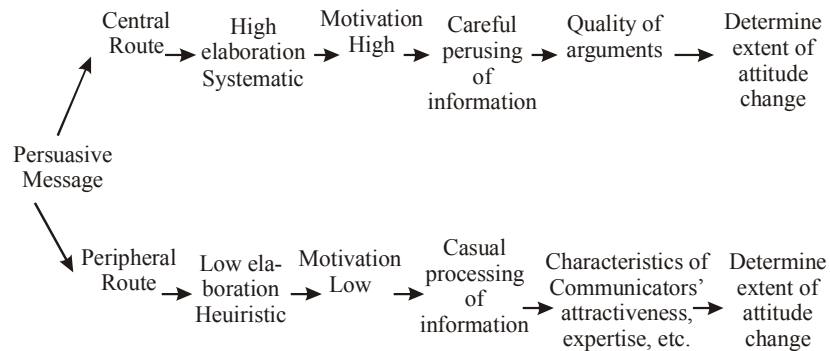 Central
Route
High
elaboration
Systematic
Motivation
High
Careful
perusing
of
information
Quality of
arguments
Determine
extent of
attitude
change
Persuasive
Message
Peripheral
Route
Low ela-
boration
Heuiristic
Motivation
Low
Casual
processing
of
information
Characteristics of
Communicators’
attractiveness,
expertise, etc.
Determine
extent of
attitude
change